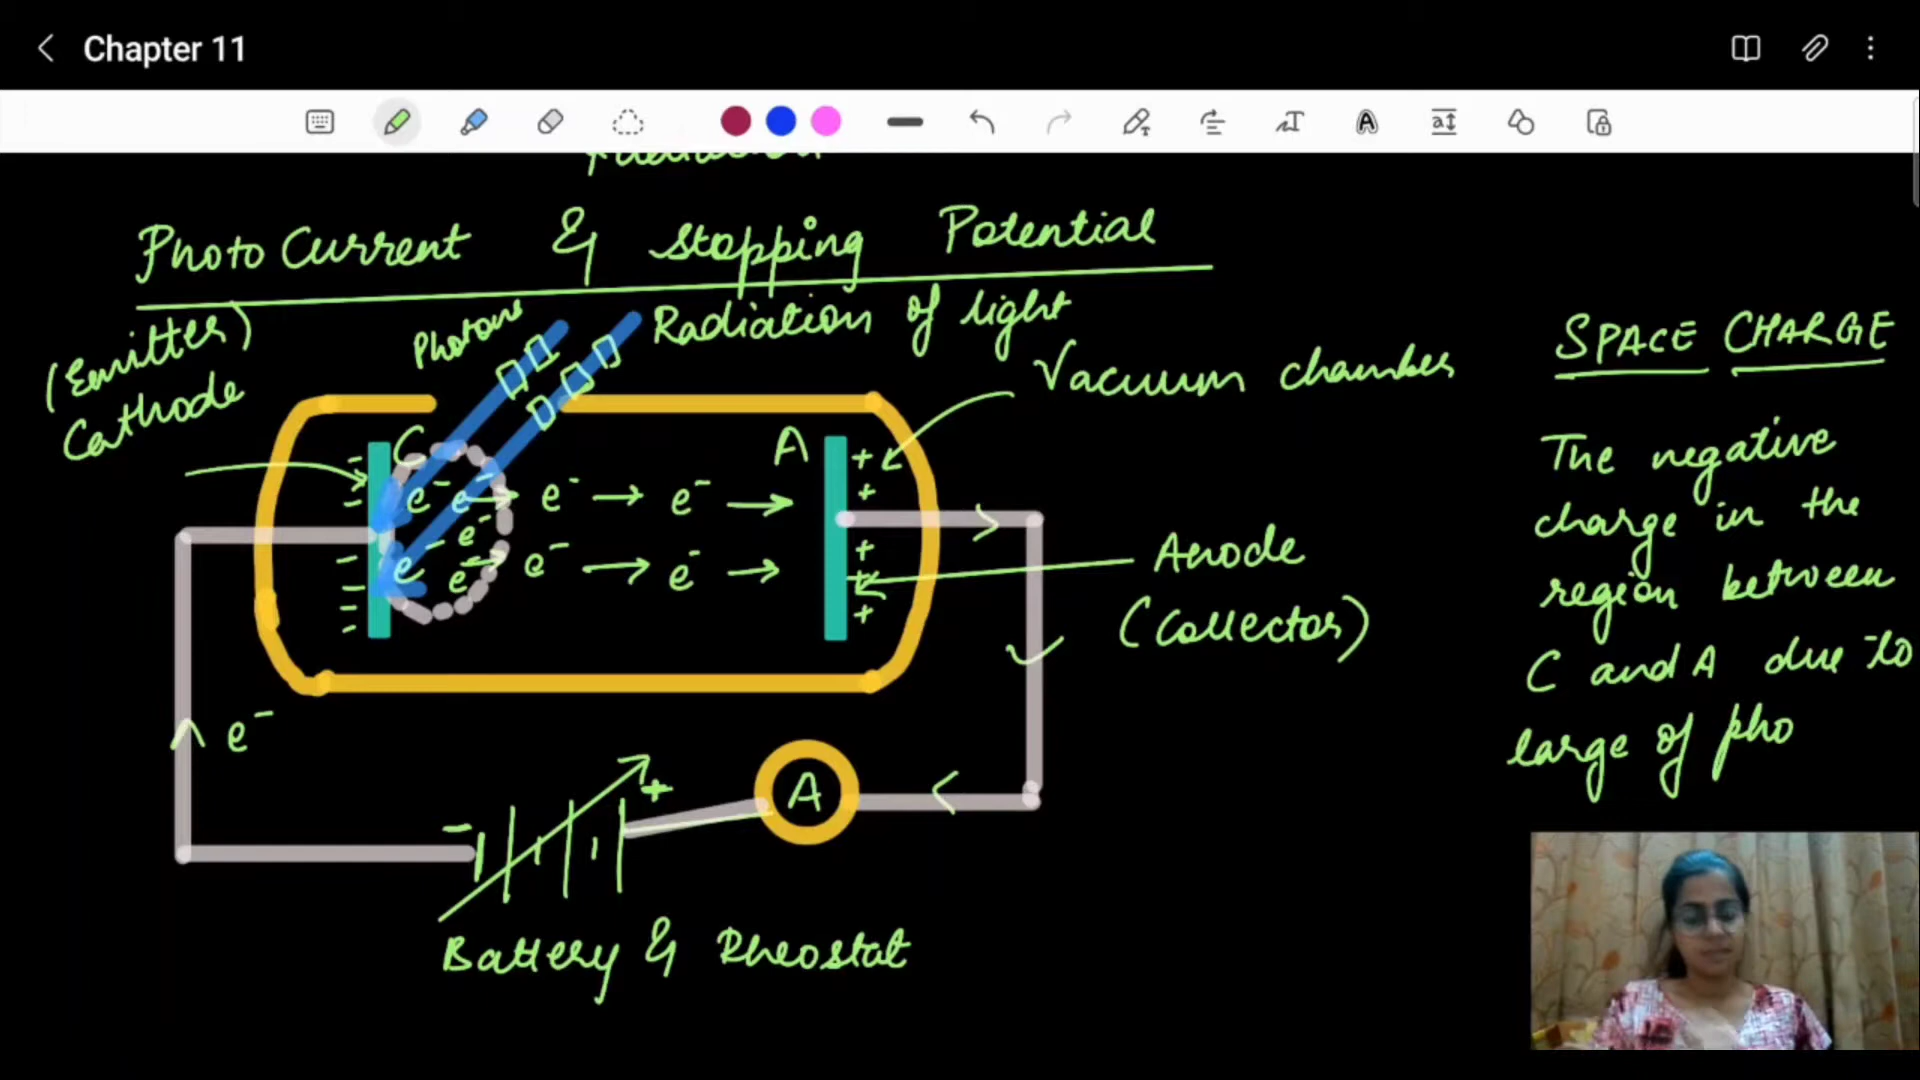 Chapter 11
Photo Current & Stopping Potential
(Emitter)
Cathode
Photons
Radiation of light
Vacuum chamber
C
A
e⁻ e⁻ → e⁻ → e⁻ →
e⁻
e⁻ e⁻ → e⁻ → e⁻ →
Anode
(Collector)
e⁻
A
- +
Battery & Rheostat
SPACE CHARGE
The negative
charge in the
region between
C and A due to
large of pho